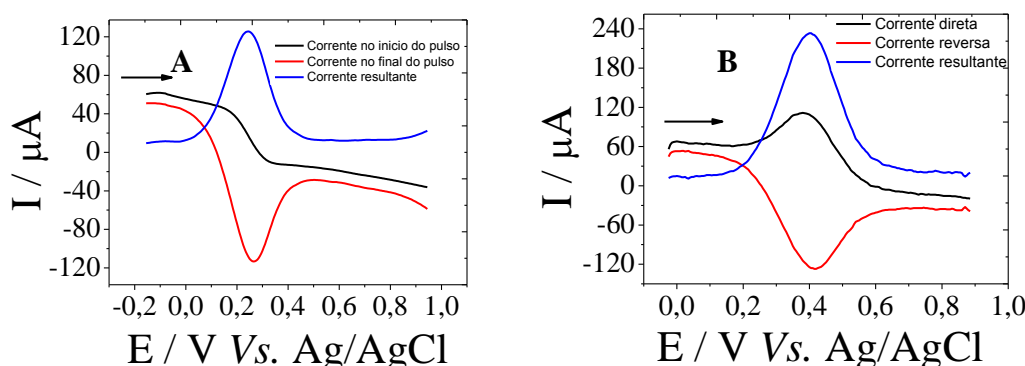 A
Corrente no inicio do pulso
Corrente no final do pulso
Corrente resultante
I / µA
120
80
40
0
-40
-80
-120
-0,2 0,0 0,2 0,4 0,6 0,8 1,0
E / V Vs. Ag/AgCl
B
Corrente direta
Corrente reversa
Corrente resultante
I / µA
240
180
120
60
0
-60
-120
0,0 0,2 0,4 0,6 0,8 1,0
E / V Vs. Ag/AgCl